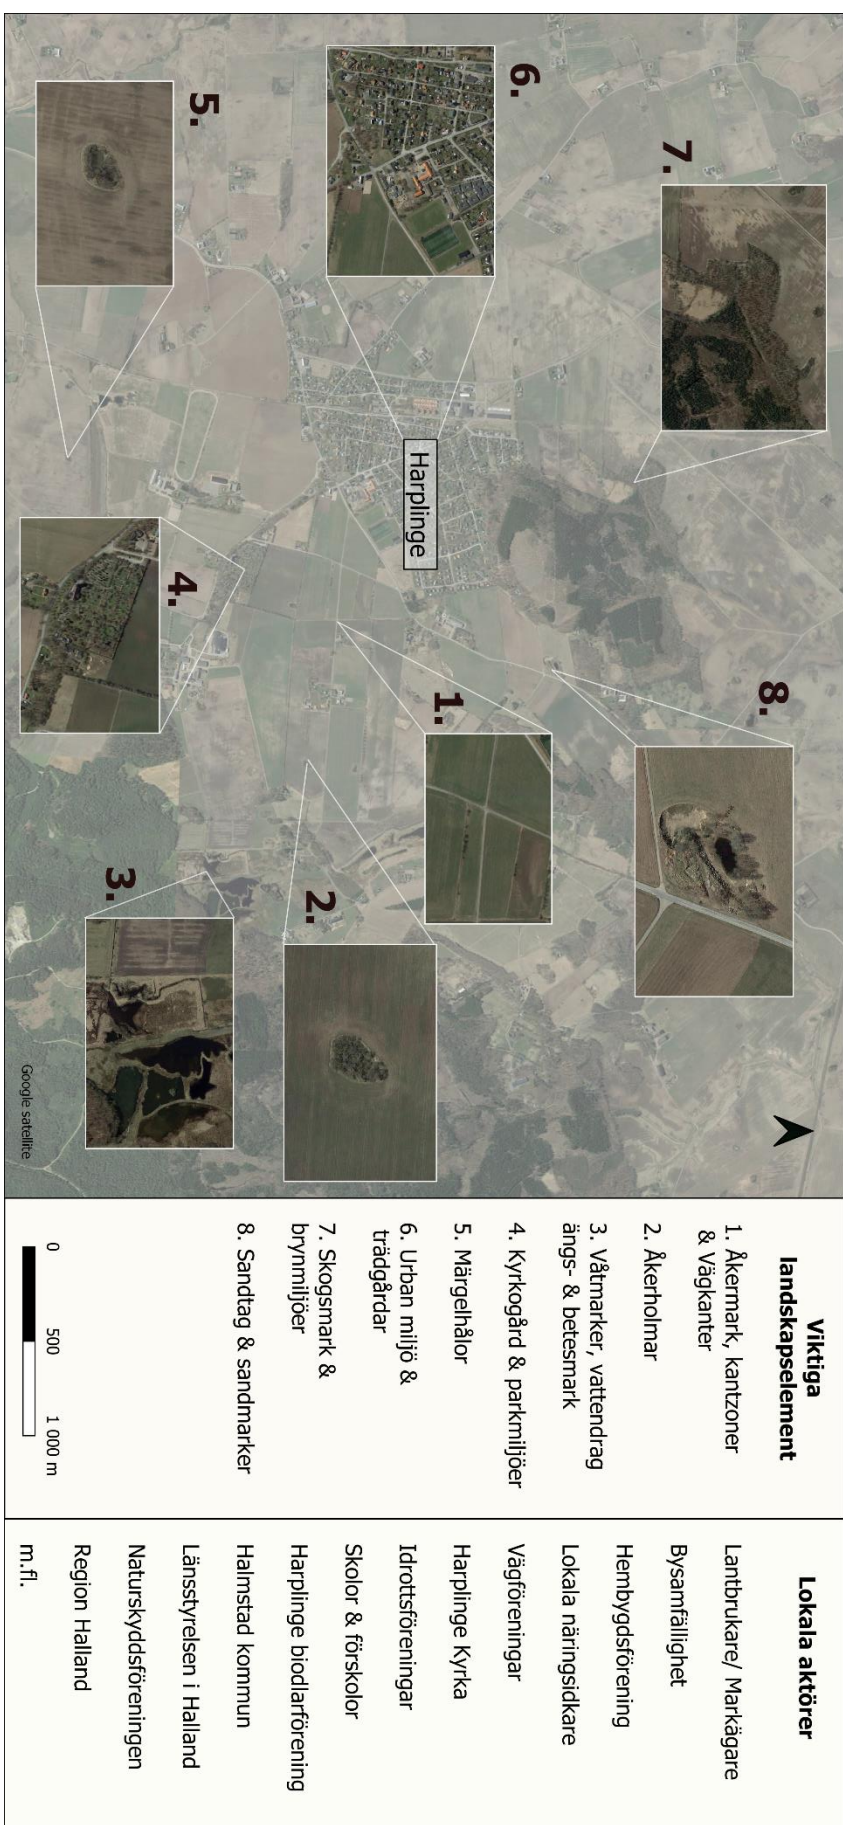 5.
6.
7.
Harplinge
4.
1.
8.
3.
2.
Google satellite
Viktiga
landskapselement
1. Åkermark, kantzoner
& Vägkanter
2. Åkerholmar
3. Våtmarker, vattendrag
ängs- & betesmark
4. Kyrkogård & parkmiljöer
5. Märgelhålor
6. Urban miljö &
trädgårdar
7. Skogsmark &
brynmiljöer
8. Sandtag & sandmarker
0 500 1 000 m
Lokala aktörer
Lantbrukare/ Markägare
Bysamfällighet
Hembygdsförening
Lokala näringsidkare
Vägföreningar
Harplinge Kyrka
Idrottsföreningar
Skolor & förskolor
Harplinge biodlarförening
Halmstad kommun
Länsstyrelsen i Halland
Naturskyddsföreningen
Region Halland
m.fl.